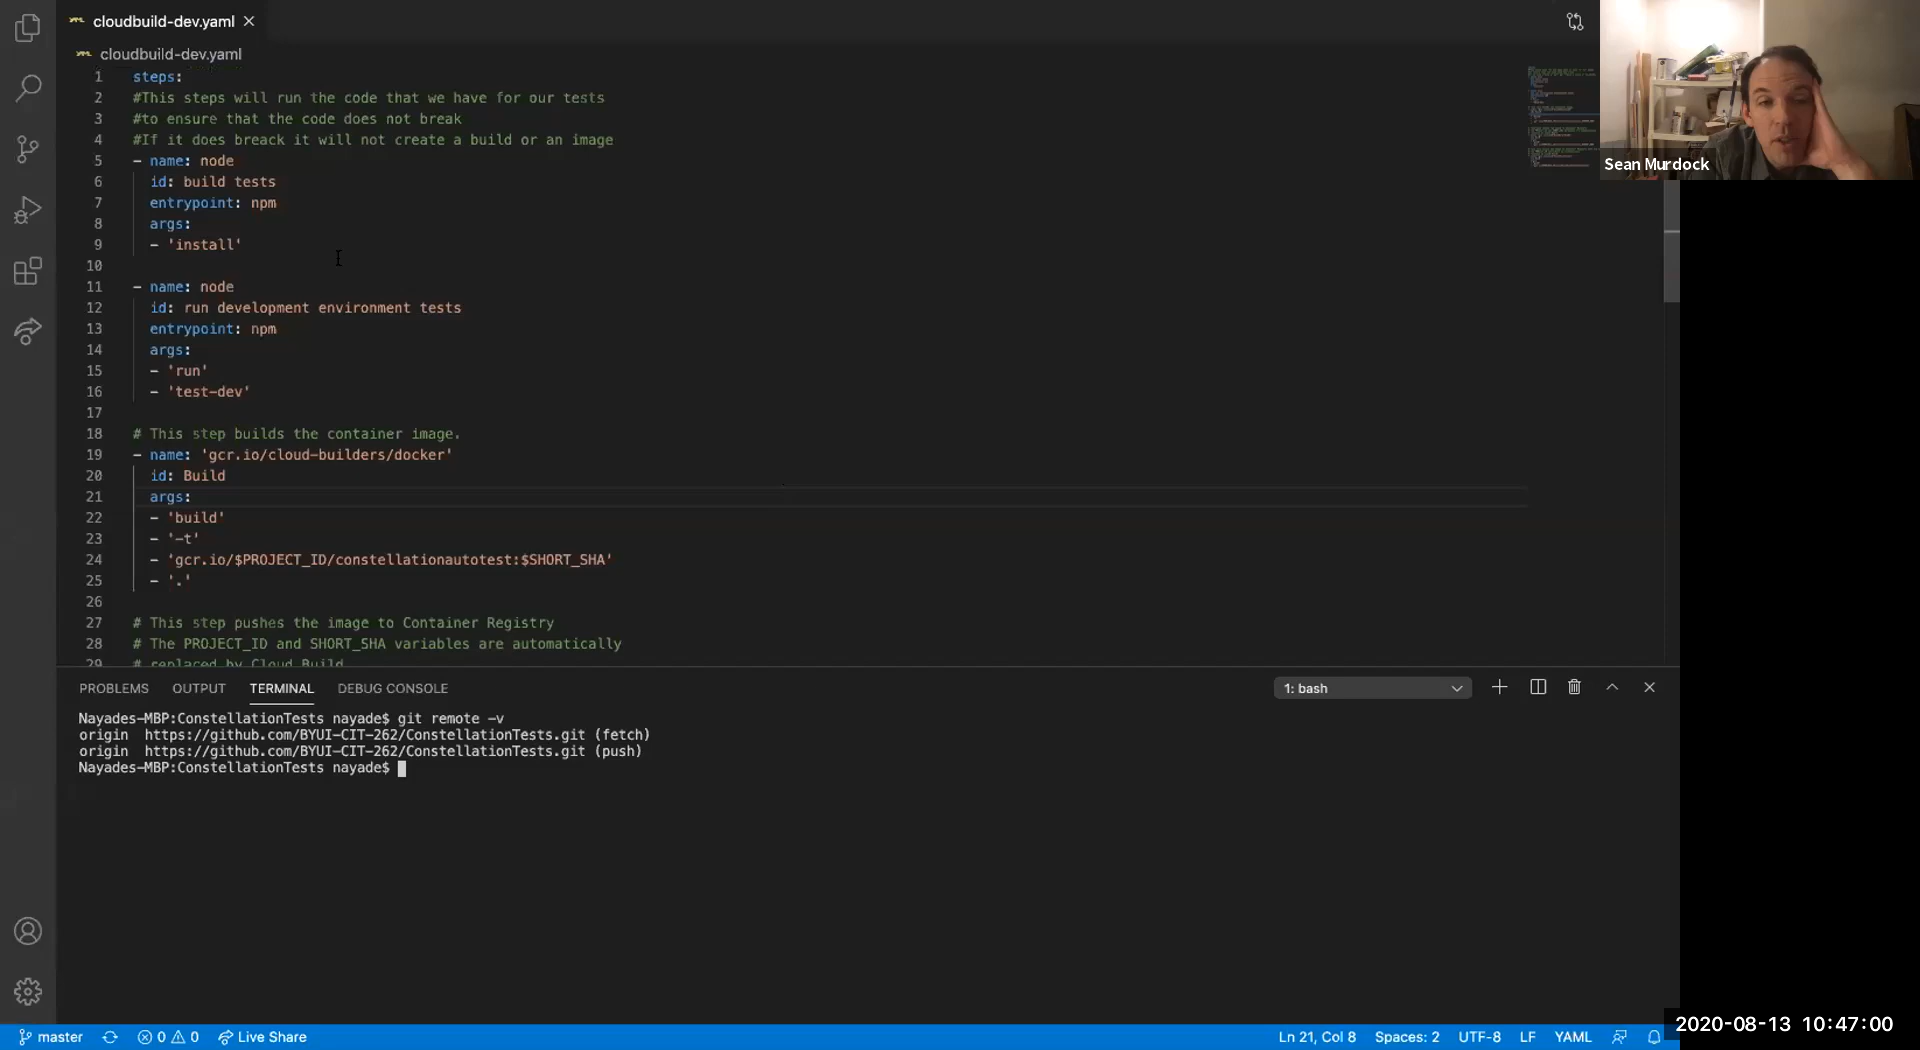 cloudbuild-dev.yaml
cloudbuild-dev.yaml
1 steps:
2 #This steps will run the code that we have for our tests
3 #to ensure that the code does not break
4 #If it does breack it will not create a build or an image
5 - name: node
6 id: build tests
7 entrypoint: npm
8 args:
9 - 'install'
10
11 - name: node
12 id: run development environment tests
13 entrypoint: npm
14 args:
15 - 'run'
16 - 'test-dev'
17
18 # This step builds the container image.
19 - name: 'gcr.io/cloud-builders/docker'
20 id: Build
21 args:
22 - 'build'
23 - '-t'
24 - 'gcr.io/$PROJECT_ID/constellationautotest:$SHORT_SHA'
25 - '.'
26
27 # This step pushes the image to Container Registry
28 # The PROJECT_ID and SHORT_SHA variables are automatically
29 # replaced by Cloud Build
Sean Murdock
PROBLEMS OUTPUT TERMINAL DEBUG CONSOLE 1: bash
Nayades-MBP:ConstellationTests nayade$ git remote -v
origin https://github.com/BYUI-CIT-262/ConstellationTests.git (fetch)
origin https://github.com/BYUI-CIT-262/ConstellationTests.git (push)
Nayades-MBP:ConstellationTests nayade$
master 0 0 Live Share Ln 21, Col 8 Spaces: 2 UTF-8 LF YAML
2020-08-13 10:47:00